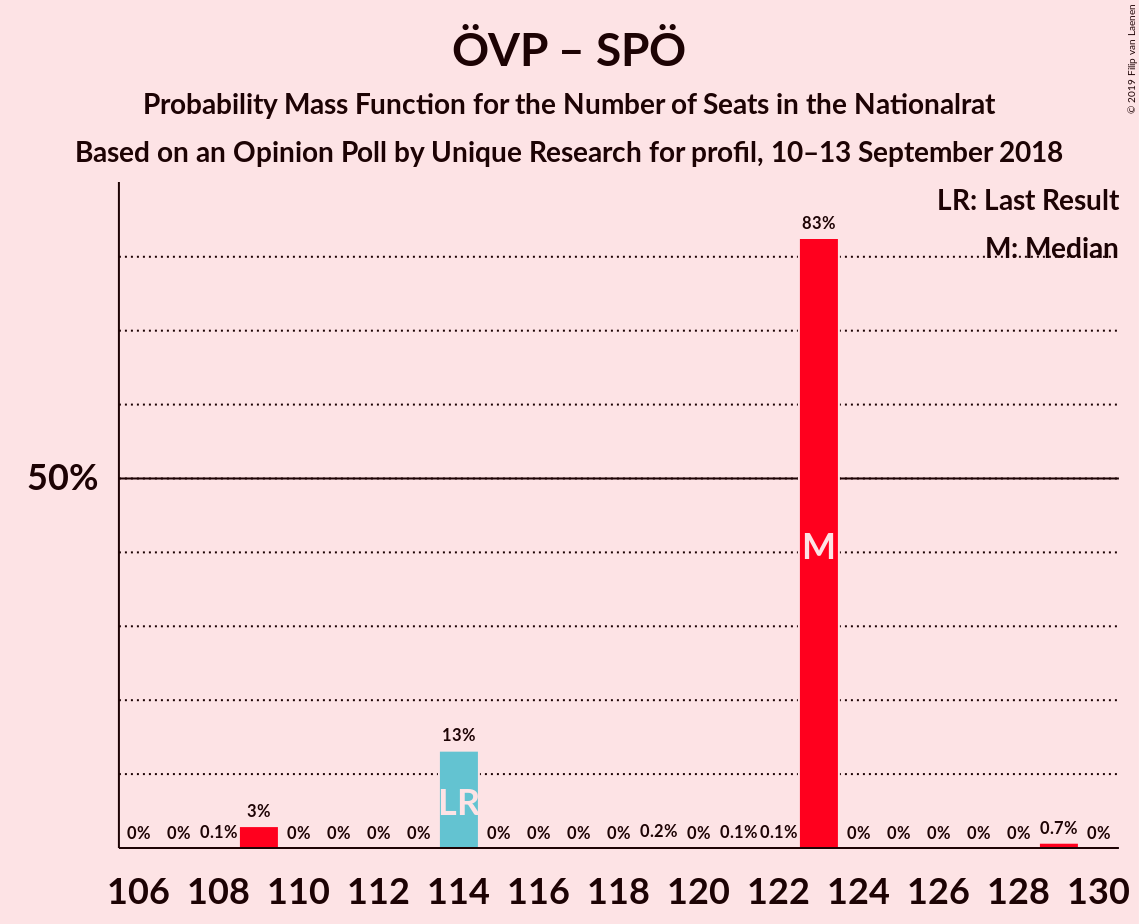 ÖVP – SPÖ
Probability Mass Function for the Number of Seats in the Nationalrat
Based on an Opinion Poll by Unique Research for profil, 10–13 September 2018
© 2019 Filip van Laenen
LR: Last Result
M: Median
83%
50%
M
13%
LR
3%
0% 0% 0.1% 0% 0% 0% 0% 0% 0% 0% 0% 0.2% 0% 0.1% 0.1% 0% 0% 0% 0% 0% 0.7% 0%
106 108 110 112 114 116 118 120 122 124 126 128 130